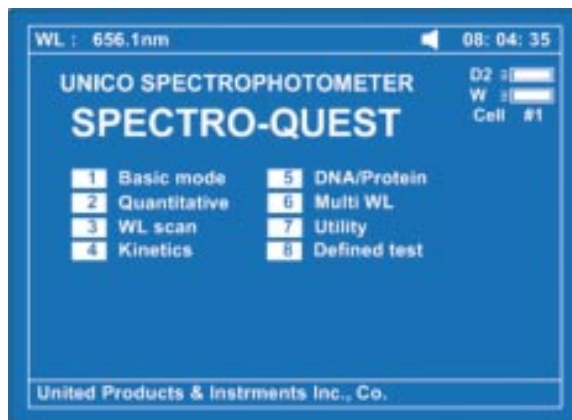 WL : 656.1nm 08: 04: 35
UNICO SPECTROPHOTOMETER
SPECTRO-QUEST
D2
W
Cell #1
1 Basic mode
2 Quantitative
3 WL scan
4 Kinetics
5 DNA/Protein
6 Multi WL
7 Utility
8 Defined test
United Products & Instrments Inc., Co.